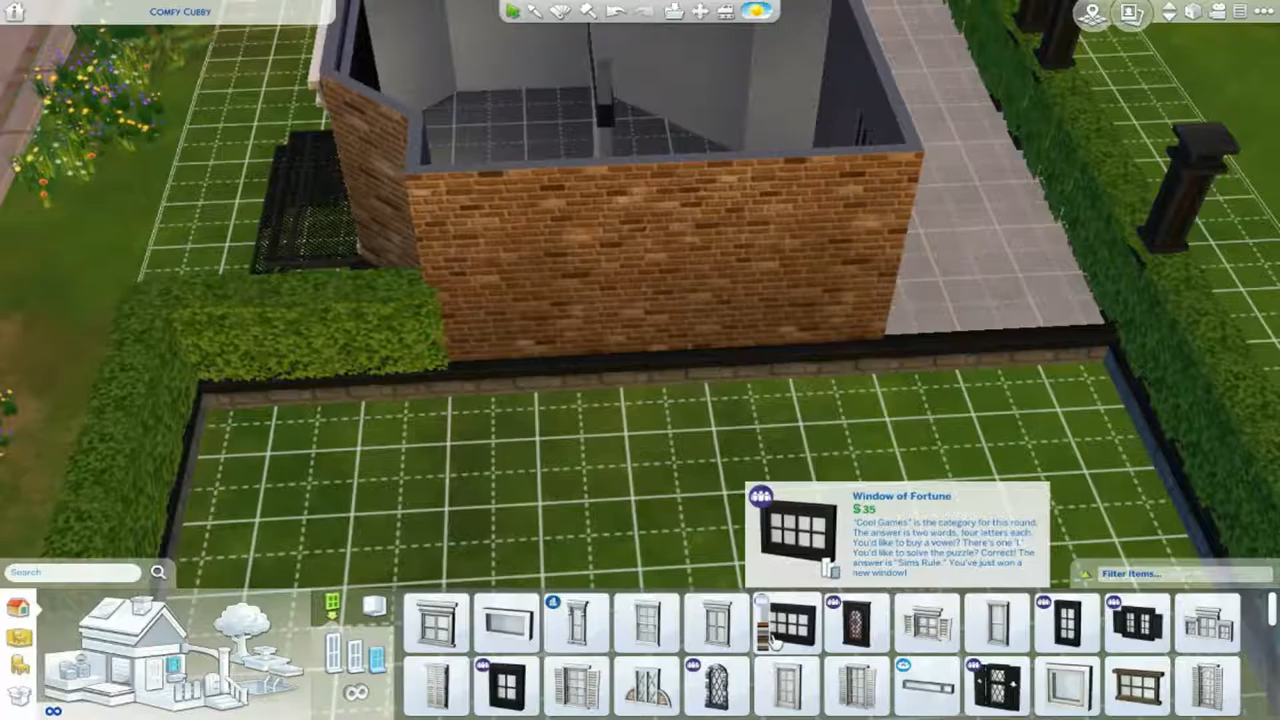 COMFY CUBBY
Window of Fortune
§35
"Cool Games" is the category for this round.
The answer is two words, four letters each.
You'd like to buy a vowel? There's one 'I.'
You'd like to solve the puzzle? Correct! The
answer is "Sims Rule." You've just won a
new window!
Search
Filter Items...